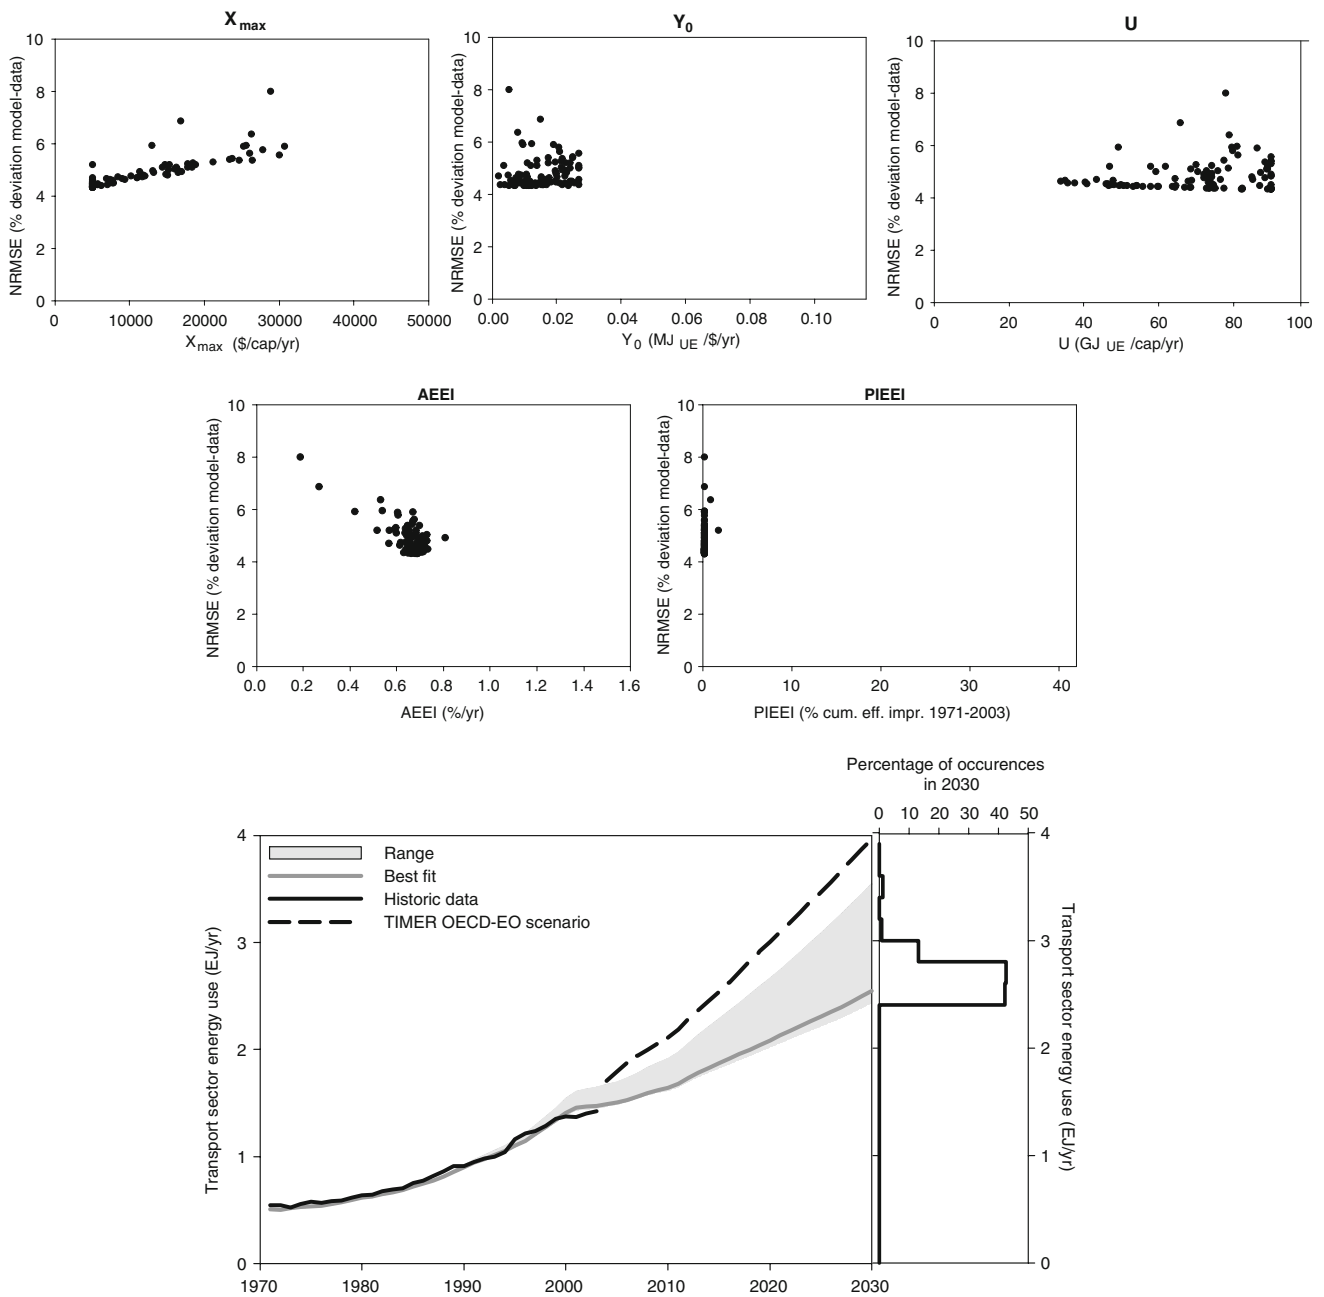 X max
NRMSE (% deviation model-data)
10
8
6
4
2
0
0 10000 20000 30000 40000 50000
X max ($/cap/yr)
Y0
NRMSE (% deviation model-data)
10
8
6
4
2
0
0.00 0.02 0.04 0.06 0.08 0.10
Y0 (MJ UE /$/yr)
U
NRMSE (% deviation model-data)
10
8
6
4
2
0
0 20 40 60 80 100
U (GJ UE /cap/yr)
AEEI
NRMSE (% deviation model-data)
10
8
6
4
2
0
0.0 0.2 0.4 0.6 0.8 1.0 1.2 1.4 1.6
AEEI (%/yr)
PIEEI
NRMSE (% deviation model-data)
10
8
6
4
2
0
0 10 20 30 40
PIEEI (% cum. eff. impr. 1971-2003)
Transport sector energy use (EJ/yr)
4
3
2
1
0
Range
Best fit
Historic data
TIMER OECD-EO scenario
1970 1980 1990 2000 2010 2020 2030
Percentage of occurences
in 2030
0 10 20 30 40 50
4
3
2
1
0
Transport sector energy use (EJ/yr)